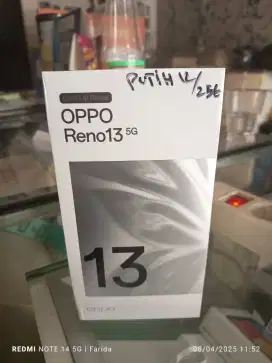 PUTIH 12/256
OPPO
Reno13 5G
13
REDMI NOTE 14 5G | Farida
08/04/2025 11:52